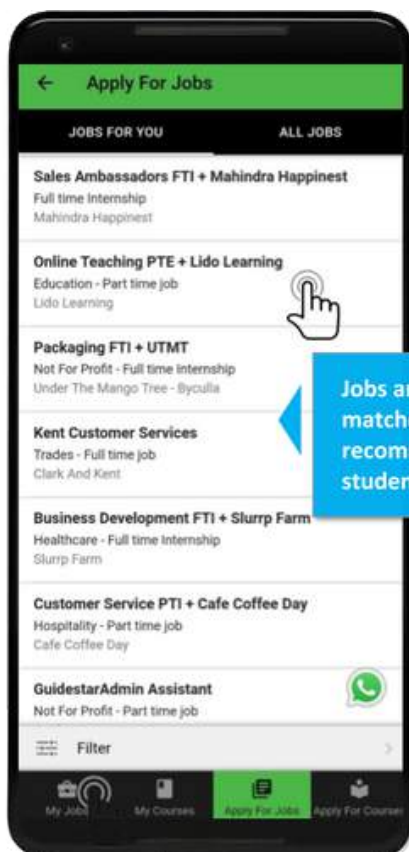 Apply For Jobs
JOBS FOR YOU
ALL JOBS
Sales Ambassadors FTI + Mahindra Happinest
Full time Internship
Mahindra Happinest
Online Teaching PTE + Lido Learning
Education - Part time job
Lido Learning
Packaging FTI + UTMT
Not For Profit - Full time Internship
Under The Mango Tree - Byculla
Jobs an
matche
recom
studen
Kent Customer Services
Trades - Full time job
Clark And Kent
Business Development FTI + Slurrp Farm
Healthcare - Full time Internship
Slurrp Farm
Customer Service PTI + Cafe Coffee Day
Hospitality - Part time job
Cafe Coffee Day
GuidestarAdmin Assistant
Not For Profit - Part time job
Filter
My Jobs
My Courses
Apply For Jobs
Apply For Courses